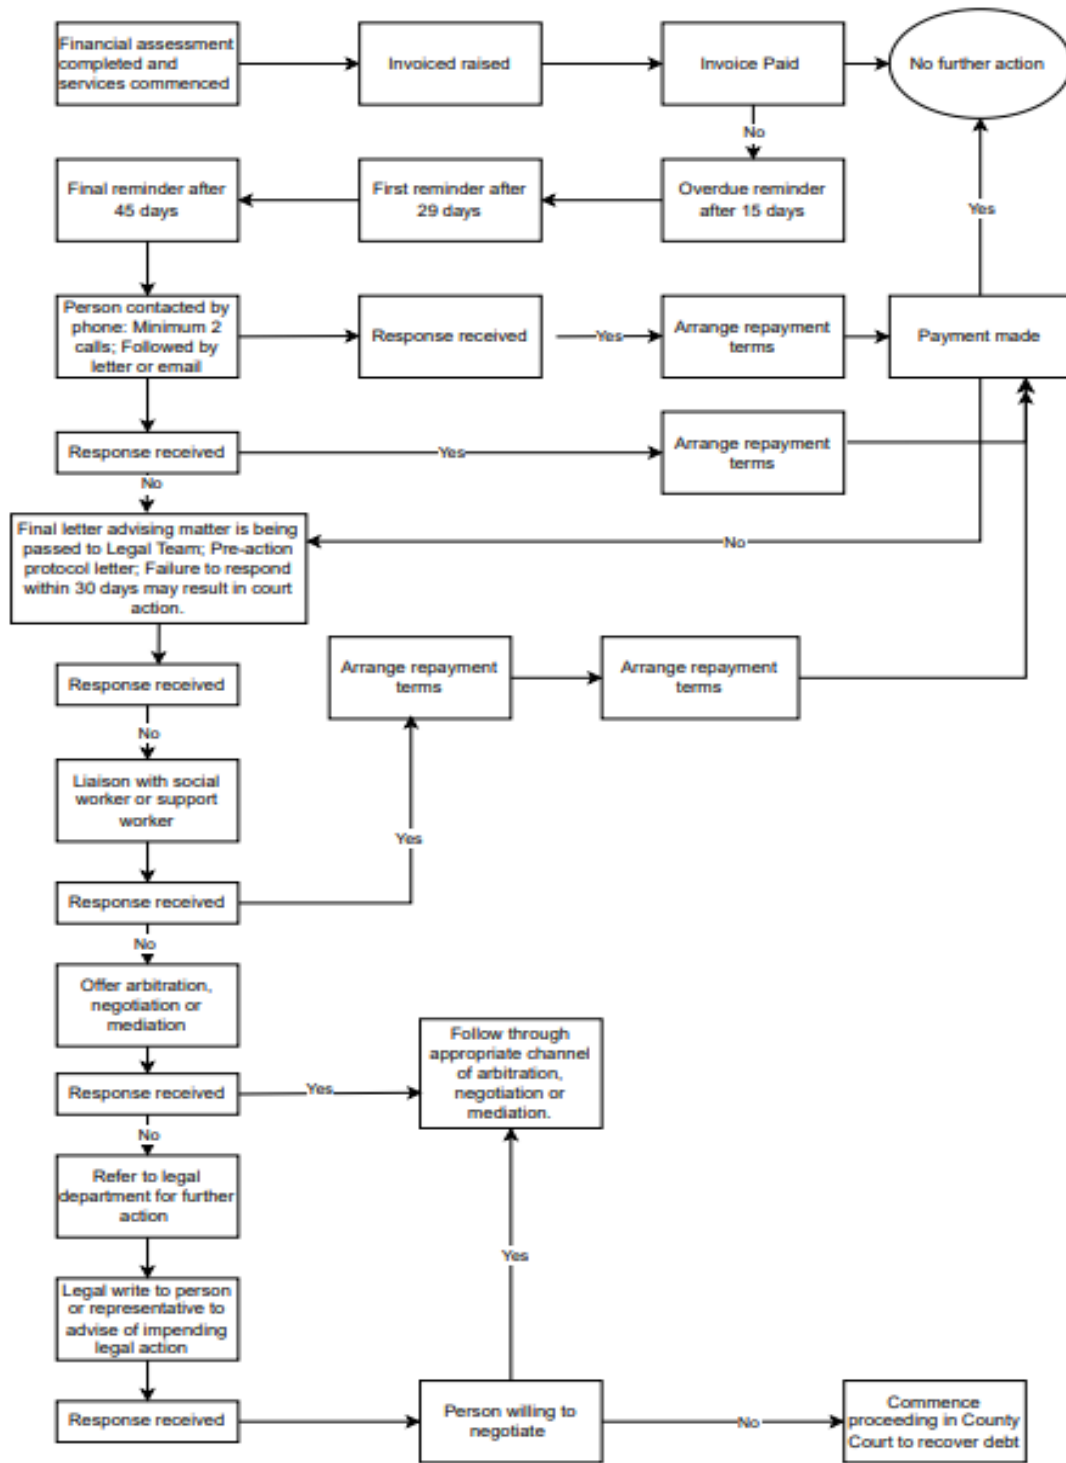 Financial assessment
completed and
services commenced
Invoiced raised
Invoice Paid
No further action
No
Final reminder after
45 days
First reminder after
29 days
Overdue reminder
after 15 days
Yes
Person contacted by
phone: Minimum 2
calls; Followed by
letter or email
Response received
Yes
Arrange repayment
terms
Payment made
Response received
Yes
Arrange repayment
terms
No
Final letter advising matter is being
passed to Legal Team; Pre-action
protocol letter; Failure to respond
within 30 days may result in court
action.
No
Response received
Arrange repayment
terms
Arrange repayment
terms
No
Liaison with social
worker or support
worker
Yes
Response received
No
Offer arbitration,
negotiation or
mediation
Follow through
appropriate channel
of arbitration,
negotiation or
mediation.
Response received
Yes
No
Refer to legal
department for further
action
Yes
Legal write to person
or representative to
advise of impending
legal action
Response received
Person willing to
negotiate
No
Commence
proceeding in County
Court to recover debt